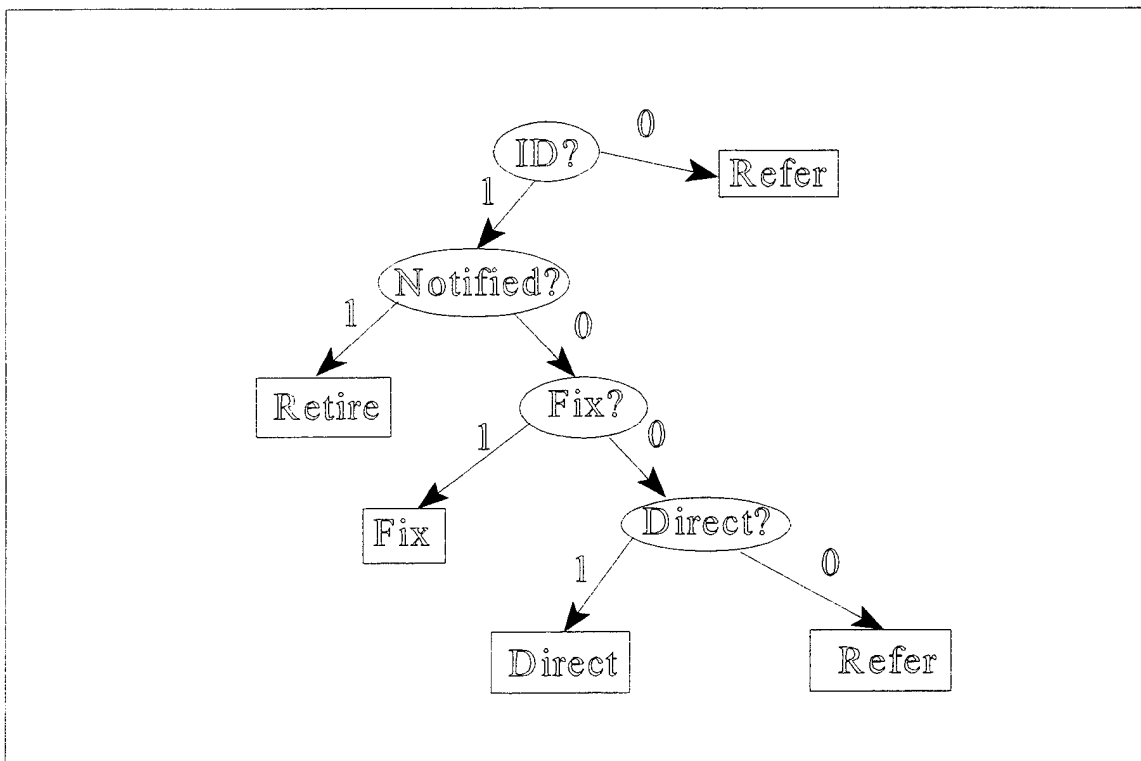 0
ID?
Refer
1
Notified?
1
0
Retire
Fix?
1
0
Fix
Direct?
1
0
Direct
Refer